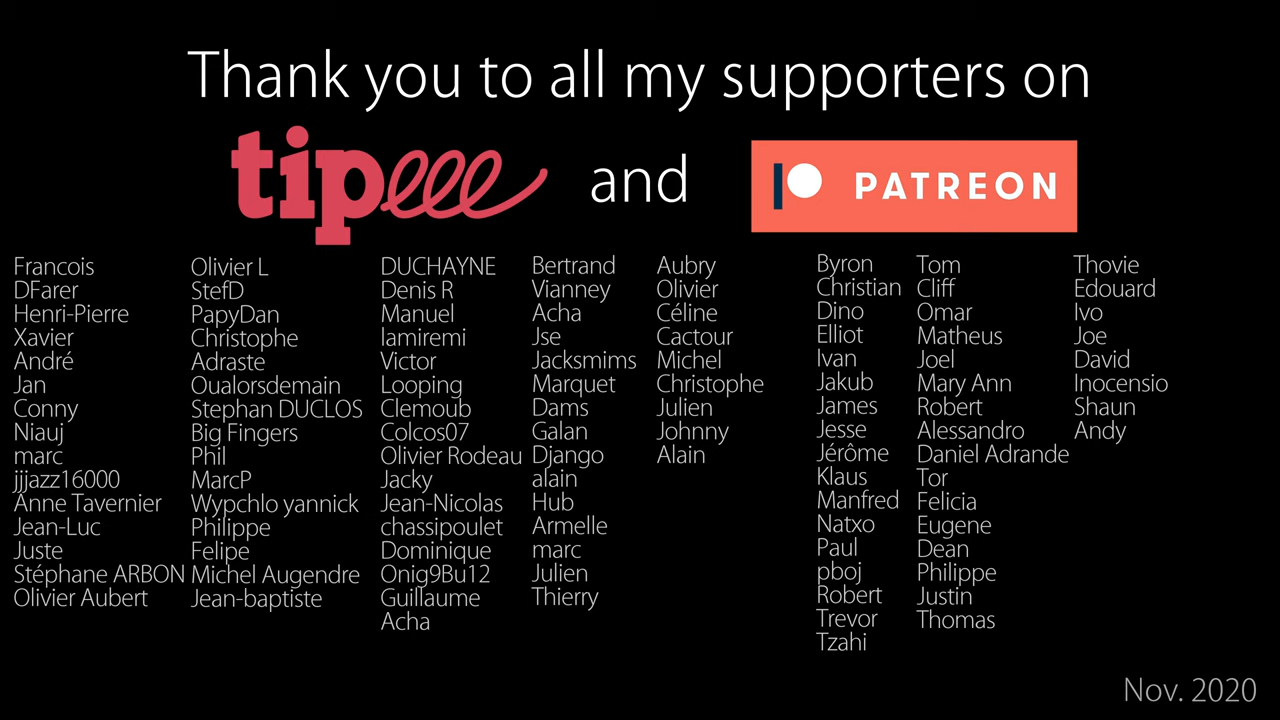 Thank you to all my supporters on
tipeee and PATREON
Francois
DFarer
Henri-Pierre
Xavier
André
Jan
Conny
Niauj
marc
jjjazz16000
Anne Tavernier
Jean-Luc
Juste
Stéphane ARBON
Olivier Aubert
Olivier L
StefD
PapyDan
Christophe
Adraste
Oualorsdemain
Stephan DUCLOS
Big Fingers
Phil
MarcP
Wypchlo yannick
Philippe
Felipe
Michel Augendre
Jean-baptiste
DUCHAYNE
Denis R
Manuel
lamiremi
Victor
Looping
Clemoub
Colcos07
Olivier Rodeau
Jacky
Jean-Nicolas
chassipoulet
Dominique
Onig9Bu12
Guillaume
Acha
Bertrand
Vianney
Acha
Jse
Jacksmims
Marquet
Dams
Galan
Django
alain
Hub
Armelle
marc
Julien
Thierry
Aubry
Olivier
Céline
Cactour
Michel
Christophe
Julien
Johnny
Alain
Byron
Christian
Dino
Elliot
Ivan
Jakub
James
Jesse
Jérôme
Klaus
Manfred
Natxo
Paul
pboj
Robert
Trevor
Tzahi
Tom
Cliff
Omar
Matheus
Joel
Mary Ann
Robert
Alessandro
Daniel Adrande
Tor
Felicia
Eugene
Dean
Philippe
Justin
Thomas
Thovie
Edouard
Ivo
Joe
David
Inocensio
Shaun
Andy
Nov. 2020